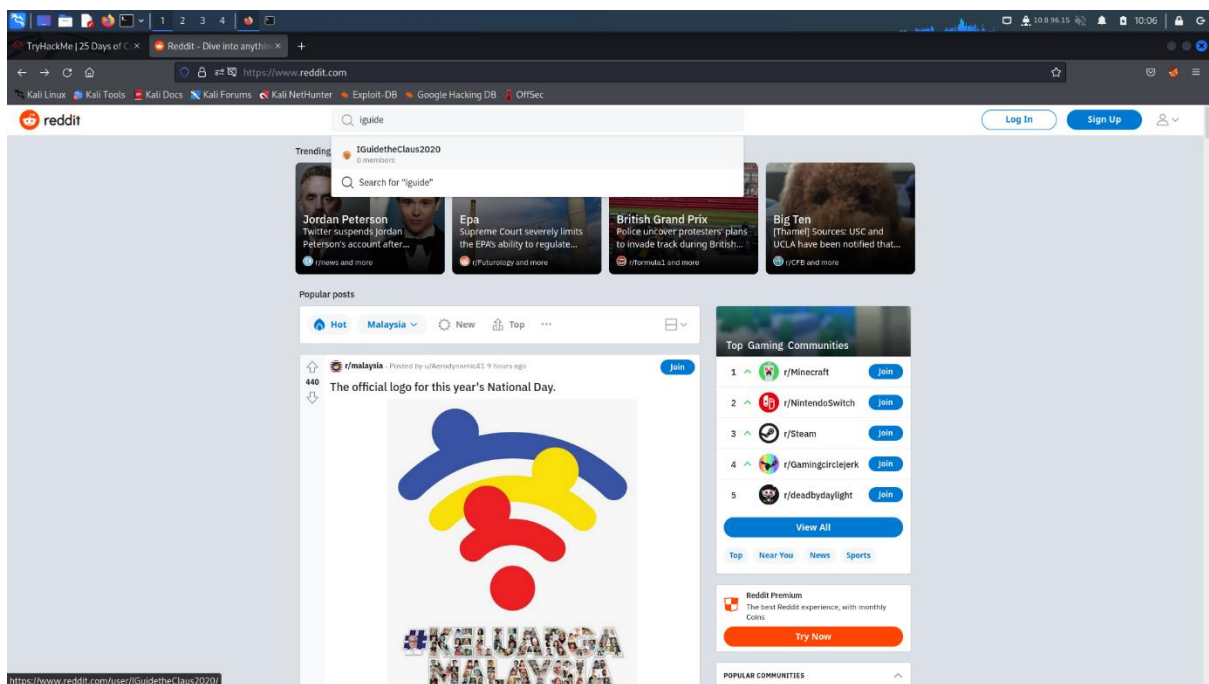 1 2 3 4
10.8.96.15
10:06
TryHackMe | 25 Days of C
Reddit - Dive into anythin
https://www.reddit.com
Kali Linux Kali Tools Kali Docs Kali Forums Kali NetHunter Exploit-DB Google Hacking DB OffSec
reddit
iguide
Log In
Sign Up
IGuidetheClaus2020
0 members
Search for "iguide"
Trending
Jordan Peterson
Twitter suspends Jordan
Peterson's account after...
r/news and more
Epa
Supreme Court severely limits
the EPA's ability to regulate...
r/Futurology and more
British Grand Prix
Police uncover protesters' plans
to invade track during British...
r/formula1 and more
Big Ten
[Thamel] Sources: USC and
UCLA have been notified that...
r/CFB and more
Popular posts
Hot Malaysia New Top ...
r/malaysia · Posted by u/Aerodynamic41 9 hours ago
Join
440
The official logo for this year's National Day.
#KELUARGA
MALAYSIA
Top Gaming Communities
1 r/Minecraft Join
2 r/NintendoSwitch Join
3 r/Steam Join
4 r/Gamingcirclejerk Join
5 r/deadbydaylight Join
View All
Top Near You News Sports
Reddit Premium
The best Reddit experience, with monthly
Coins
Try Now
POPULAR COMMUNITIES
https://www.reddit.com/user/IGuidetheClaus2020/